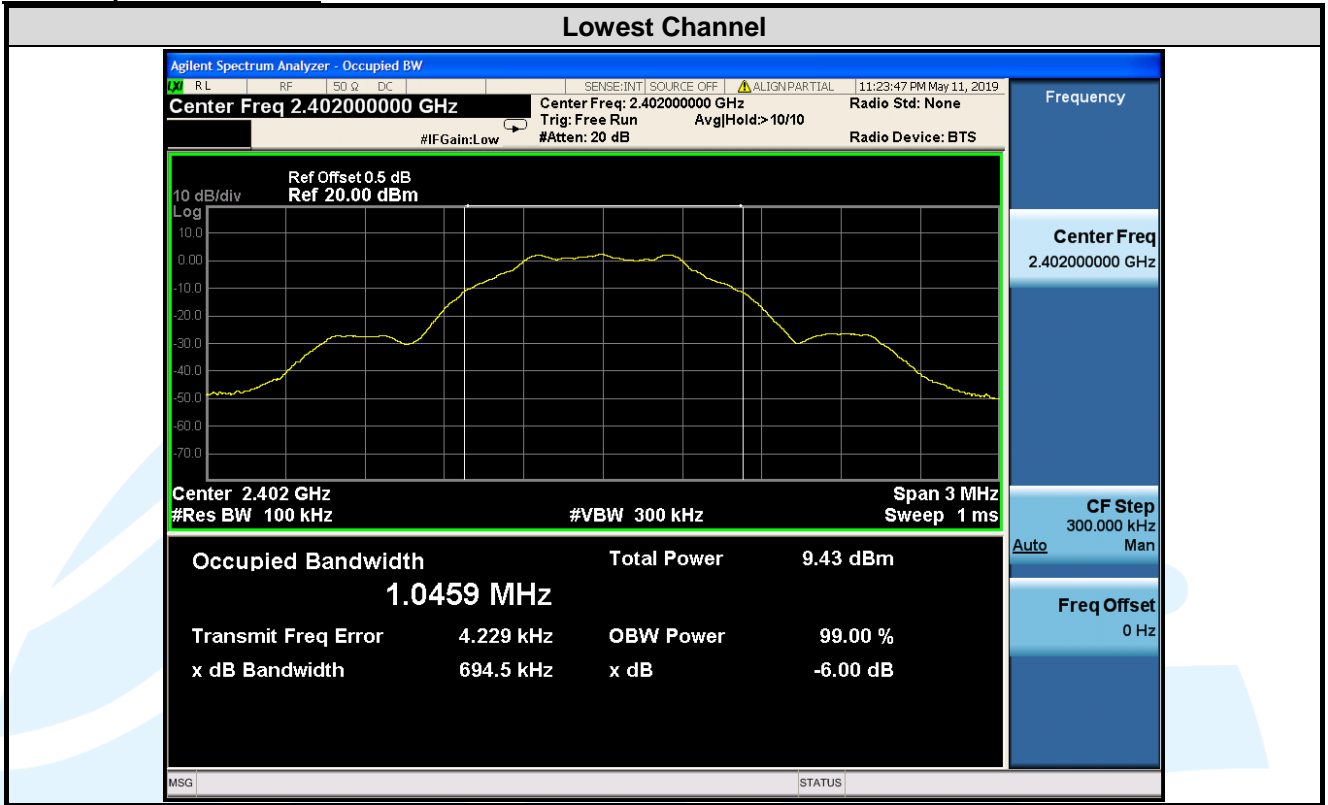 Lowest Channel
Agilent Spectrum Analyzer - Occupied BW
LXI RL RF 50 Ω DC SENSE:INT SOURCE OFF ALIGN PARTIAL 11:23:47 PM May 11, 2019
Center Freq 2.402000000 GHz
Center Freq: 2.402000000 GHz
Radio Std: None
Trig: Free Run
Avg|Hold:>10/10
#IFGain:Low
#Atten: 20 dB
Radio Device: BTS
Ref Offset 0.5 dB
10 dB/div Ref 20.00 dBm
Log
10.0
0.00
-10.0
-20.0
-30.0
-40.0
-50.0
-60.0
-70.0
Center 2.402 GHz
Span 3 MHz
#Res BW 100 kHz
#VBW 300 kHz
Sweep 1 ms
Occupied Bandwidth
Total Power 9.43 dBm
1.0459 MHz
Transmit Freq Error 4.229 kHz
OBW Power 99.00 %
x dB Bandwidth 694.5 kHz
x dB -6.00 dB
Frequency
Center Freq
2.402000000 GHz
CF Step
300.000 kHz
Auto Man
Freq Offset
0 Hz
MSG
STATUS